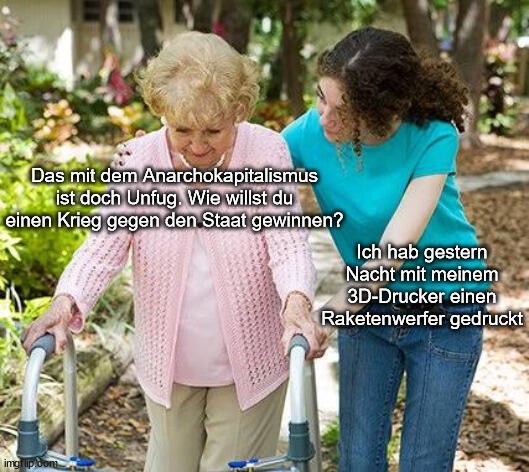 Das mit dem Anarchokapitalismus
ist doch Unfug. Wie willst du
einen Krieg gegen den Staat gewinnen?
Ich hab gestern
Nacht mit meinem
3D-Drucker einen
Raketenwerfer gedruckt
imgflip.com